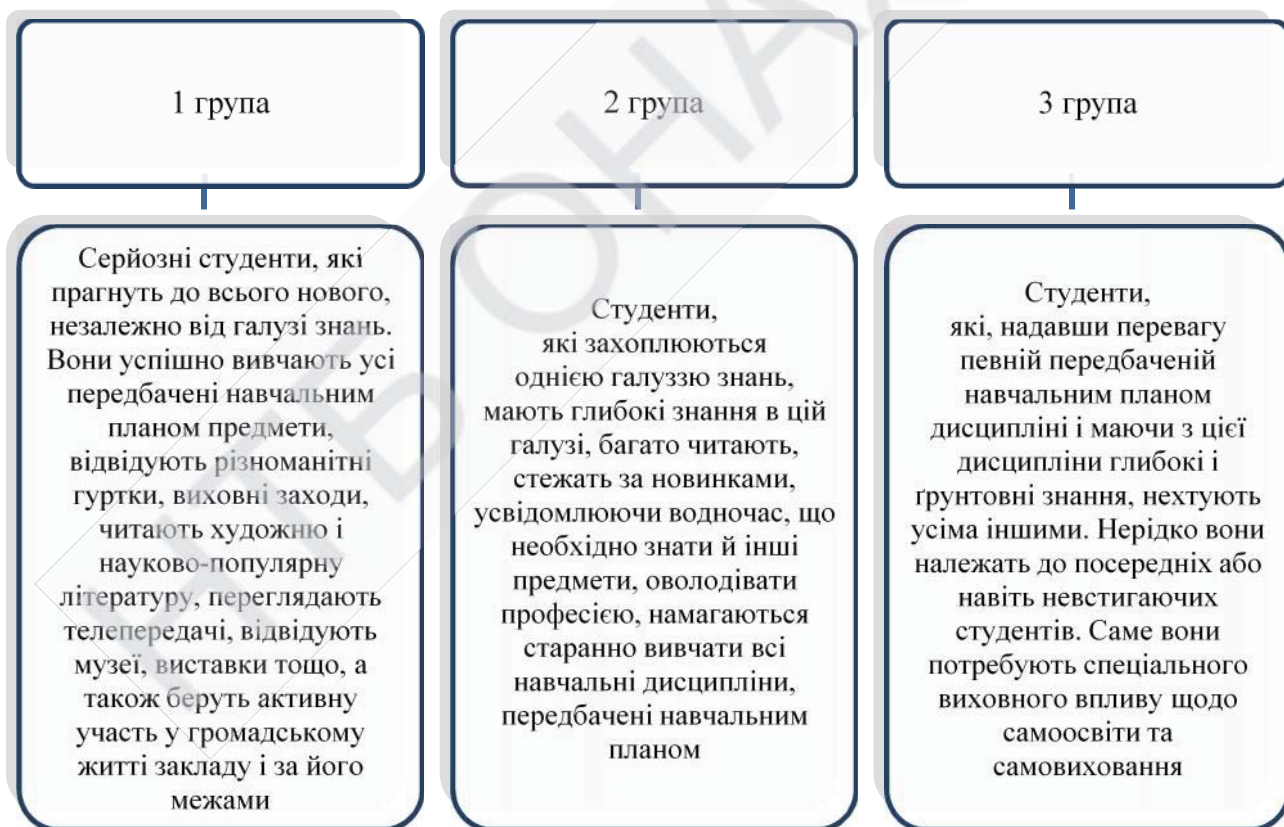 1 група
Серйозні студенти, які
прагнуть до всього нового,
незалежно від галузі знань.
Вони успішно вивчають усі
передбачені навчальним
планом предмети,
відвідують різноманітні
гуртки, виховні заходи,
читають художню і
науково-популярну
літературу, переглядають
телепередачі, відвідують
музеї, виставки тощо, а
також беруть активну
участь у громадському
житті закладу і за його
межами
2 група
Студенти,
які захоплюються
однією галуззю знань,
мають глибокі знання в цій
галузі, багато читають,
стежать за новинками,
усвідомлюючи водночас, що
необхідно знати й інші
предмети, оволодівати
професією, намагаються
старанно вивчати всі
навчальні дисципліни,
передбачені навчальним
планом
3 група
Студенти,
які, надавши перевагу
певній передбаченій
навчальним планом
дисципліні і маючи з цієї
дисципліни глибокі і
ґрунтовні знання, нехтують
усіма іншими. Нерідко вони
належать до посередніх або
навіть невстигаючих
студентів. Саме вони
потребують спеціального
виховного впливу щодо
самоосвіти та
самовиховання